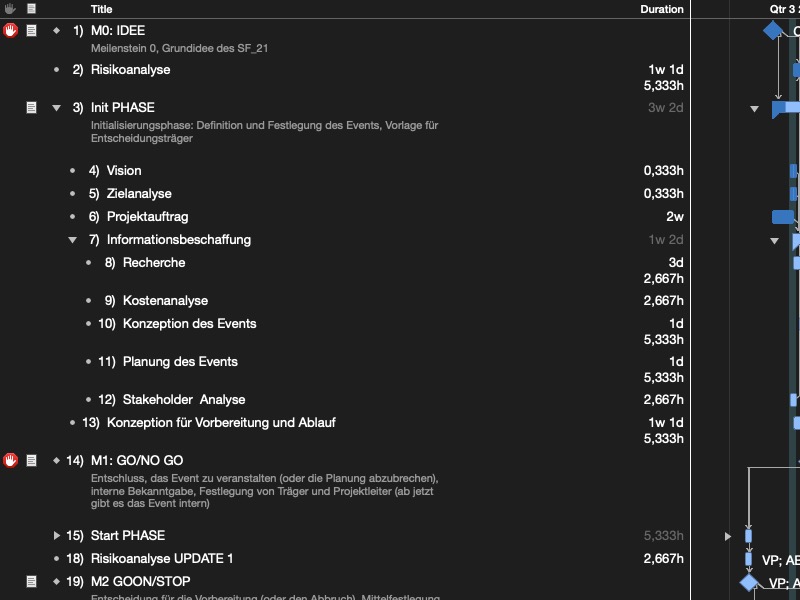 Title Duration Qtr 3
1) M0: IDEE
Meilenstein 0, Grundidee des SF_21
2) Risikoanalyse 1w 1d
5,333h
3) Init PHASE 3w 2d
Initialisierungsphase: Definition und Festlegung des Events, Vorlage für
Entscheidungsträger
4) Vision 0,333h
5) Zielanalyse 0,333h
6) Projektauftrag 2w
7) Informationsbeschaffung 1w 2d
8) Recherche 3d
2,667h
9) Kostenanalyse 2,667h
10) Konzeption des Events 1d
5,333h
11) Planung des Events 1d
5,333h
12) Stakeholder Analyse 2,667h
13) Konzeption für Vorbereitung und Ablauf 1w 1d
5,333h
14) M1: GO/NO GO
Entschluss, das Event zu veranstalten (oder die Planung abzubrechen),
interne Bekanntgabe, Festlegung von Träger und Projektleiter (ab jetzt
gibt es das Event intern)
15) Start PHASE 5,333h
18) Risikoanalyse UPDATE 1 2,667h VP; AB
19) M2 GOON/STOP VP; A
Entscheidung für die Vorbereitung (oder den Abbruch), Mittelfestlegung